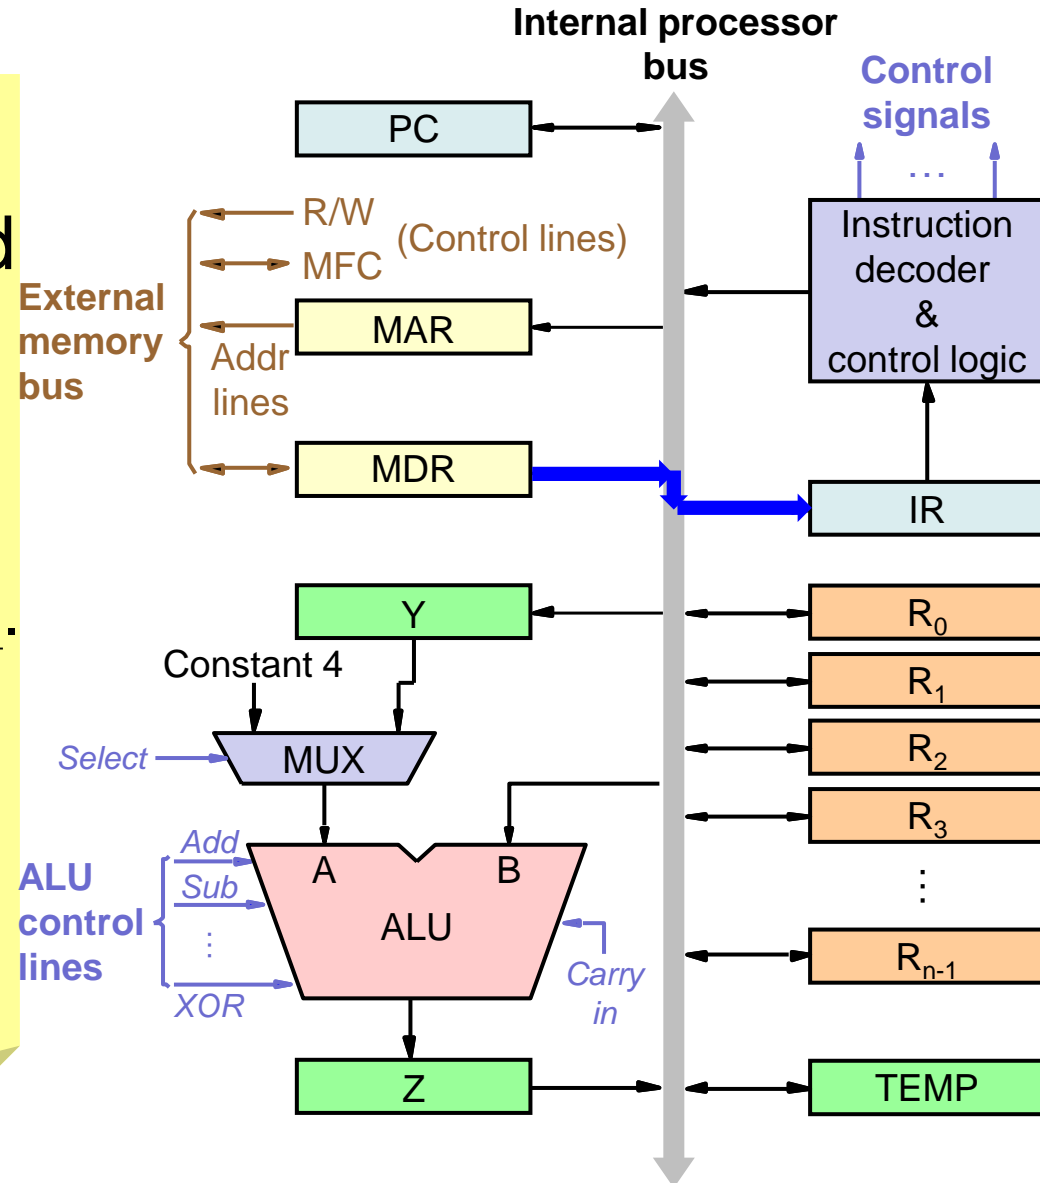 Internal processor
bus
Control
signals
...
PC
d
R/W
(Control lines)
MFC
External
memory
bus
MAR
Addr
lines
MDR
Instruction
decoder
&
control logic
IR
Y
.
Constant 4
Select
MUX
R0
R1
R2
R3
⋮
Rn-1
ALU
control
lines
Add
Sub
⋮
XOR
A
B
ALU
Carry
in
Z
TEMP